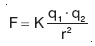 F = K q₁ · q₂ / r²